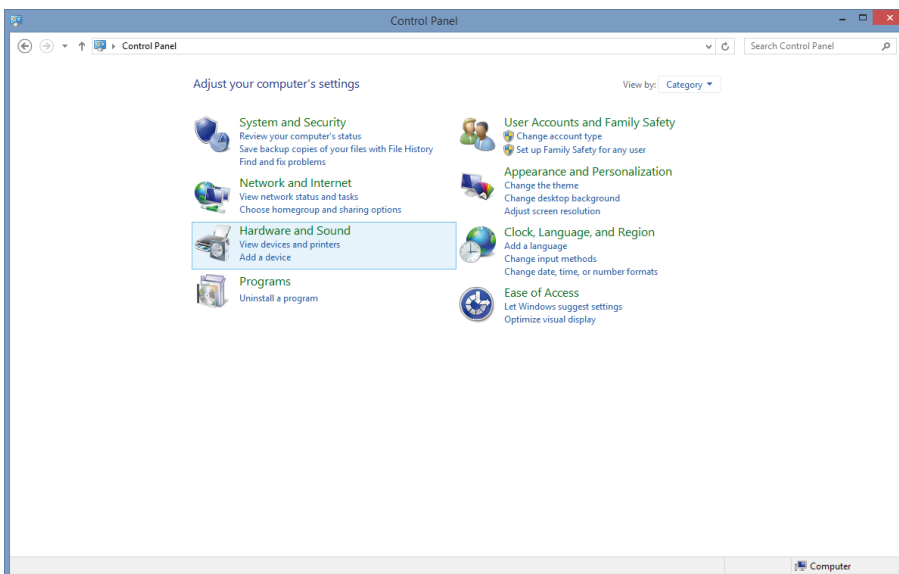 Control Panel
Control Panel
Search Control Panel
Adjust your computer's settings
View by: Category
System and Security
Review your computer's status
Save backup copies of your files with File History
Find and fix problems
Network and Internet
View network status and tasks
Choose homegroup and sharing options
Hardware and Sound
View devices and printers
Add a device
Programs
Uninstall a program
User Accounts and Family Safety
Change account type
Set up Family Safety for any user
Appearance and Personalization
Change the theme
Change desktop background
Adjust screen resolution
Clock, Language, and Region
Add a language
Change input methods
Change date, time, or number formats
Ease of Access
Let Windows suggest settings
Optimize visual display
Computer